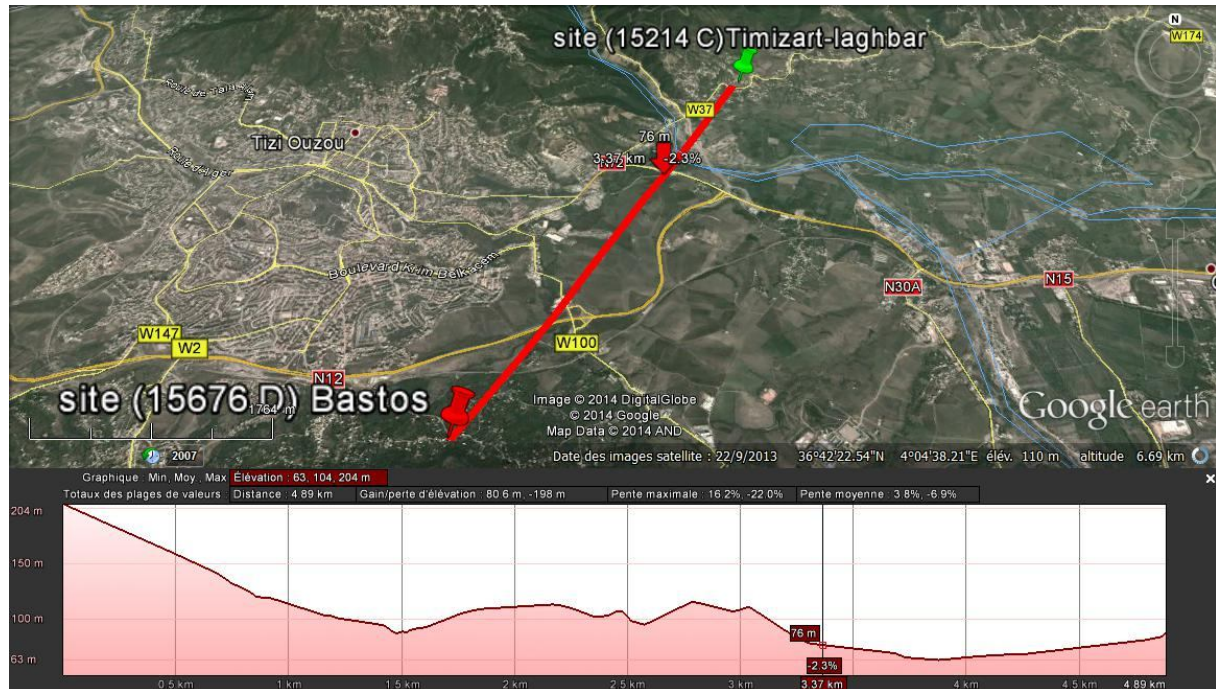 N
W174
site (15214 C)Timizart-laghbar
W37
76 m
3.37 km -2.3%
N12
Tizi Ouzou
Route d'Alger
Boulevard Krim Belkacem
N30A
N15
W100
W147
W2
N12
site (15676 D) Bastos
1764 m
Image © 2014 DigitalGlobe
© 2014 Google
Map Data © 2014 AND
Google earth
2007
Date des images satellite : 22/9/2013 36°42'22.54"N 4°04'38.21"E élév. 110 m altitude 6.69 km
Graphique : Min, Moy., Max Élévation : 63, 104, 204 m
Totaux des plages de valeurs Distance : 4.89 km Gain/perte d'élévation : 80.6 m, -198 m Pente maximale : 16.2%, -22.0% Pente moyenne : 3.8%, -6.9%
204 m
150 m
100 m
63 m
76 m
-2.3%
0.5 km 1 km 1.5 km 2 km 2.5 km 3 km 3.37 km 4 km 4.5 km 4.89 km